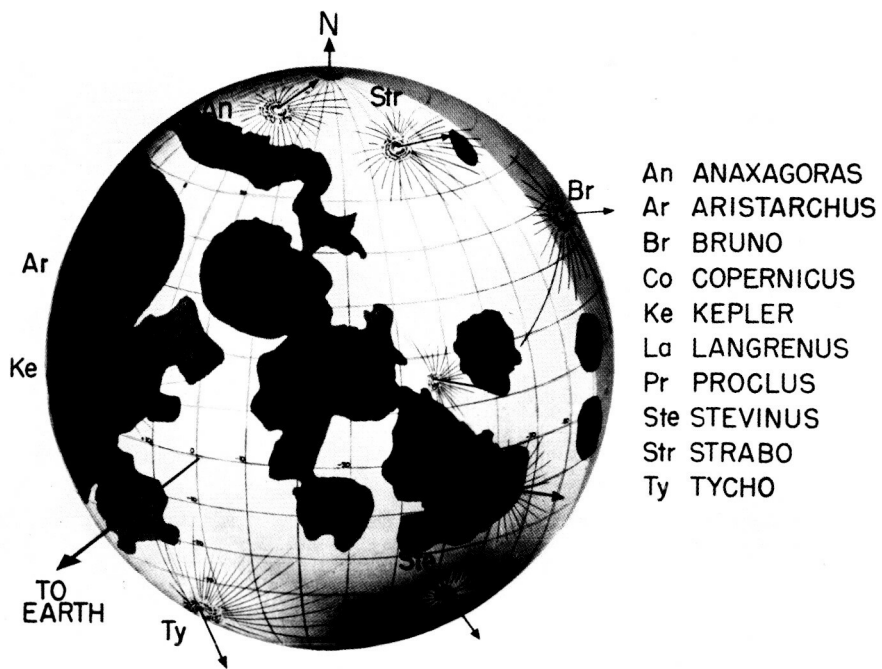 N
An
Str
Br
Ar
Ke
TO
EARTH
Ty
Ste
An ANAXAGORAS
Ar ARISTARCHUS
Br BRUNO
Co COPERNICUS
Ke KEPLER
La LANGRENUS
Pr PROCLUS
Ste STEVINUS
Str STRABO
Ty TYCHO